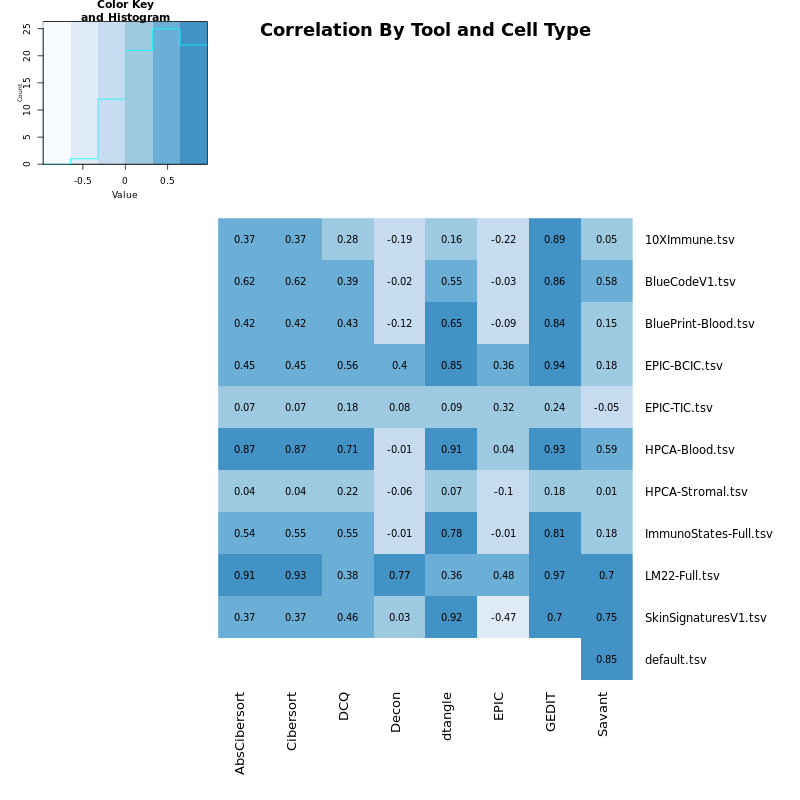 Color Key
and Histogram
Correlation By Tool and Cell Type
25
20
15
10
5
0
Count
-0.5 0 0.5
Value
0.37 0.37 0.28 -0.19 0.16 -0.22 0.89 0.05 10XImmune.tsv
0.62 0.62 0.39 -0.02 0.55 -0.03 0.86 0.58 BlueCodeV1.tsv
0.42 0.42 0.43 -0.12 0.65 -0.09 0.84 0.15 BluePrint-Blood.tsv
0.45 0.45 0.56 0.4 0.85 0.36 0.94 0.18 EPIC-BCIC.tsv
0.07 0.07 0.18 0.08 0.09 0.32 0.24 -0.05 EPIC-TIC.tsv
0.87 0.87 0.71 -0.01 0.91 0.04 0.93 0.59 HPCA-Blood.tsv
0.04 0.04 0.22 -0.06 0.07 -0.1 0.18 0.01 HPCA-Stromal.tsv
0.54 0.55 0.55 -0.01 0.78 -0.01 0.81 0.18 ImmunoStates-Full.tsv
0.91 0.93 0.38 0.77 0.36 0.48 0.97 0.7 LM22-Full.tsv
0.37 0.37 0.46 0.03 0.92 -0.47 0.7 0.75 SkinSignaturesV1.tsv
0.85 default.tsv
AbsCibersort Cibersort DCQ Decon dtangle EPIC GEDIT Savant